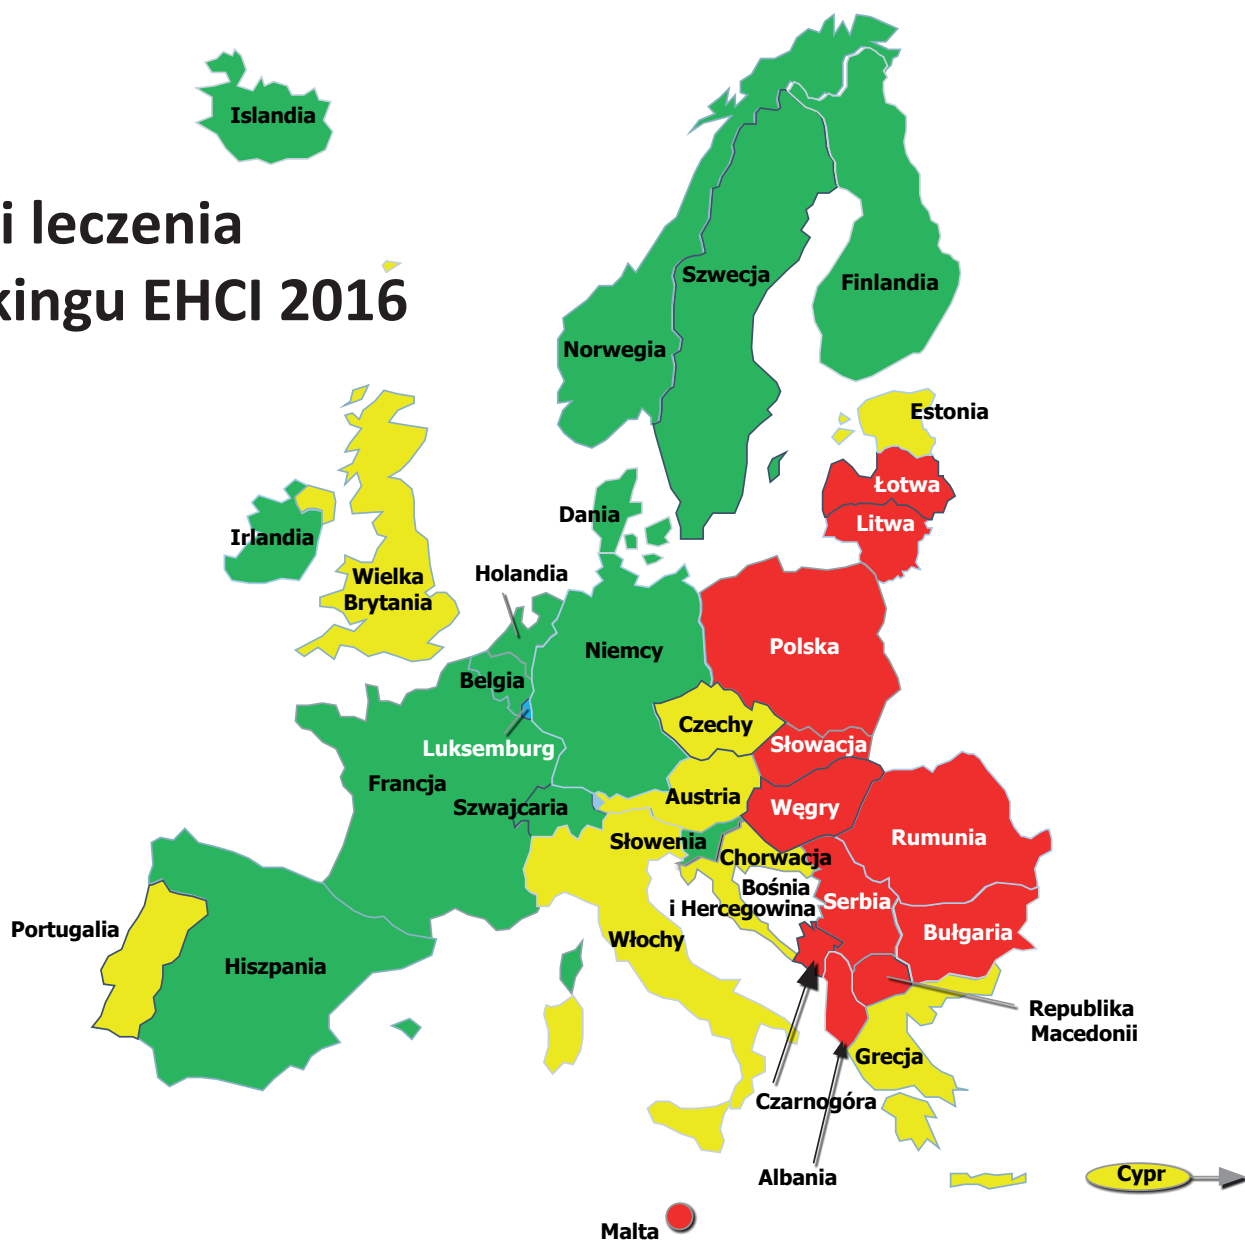 Islandia
i leczenia
kingu EHCI 2016
Szwecja
Finlandia
Norwegia
Estonia
Łotwa
Litwa
Dania
Irlandia
Holandia
Wielka
Brytania
Niemcy
Polska
Belgia
Czechy
Luksemburg
Słowacja
Francja
Szwajcaria
Austria
Węgry
Słowenia
Rumunia
Chorwacja
Bośnia
i Hercegowina
Serbia
Portugalia
Włochy
Bułgaria
Hiszpania
Republika
Macedonii
Grecja
Czarnogóra
Albania
Cypr
Malta